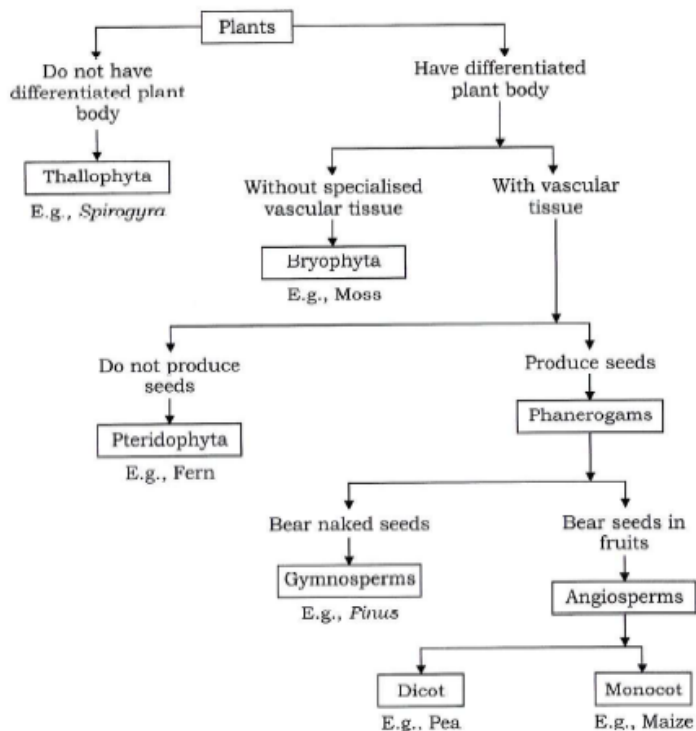 Plants
Do not have
differentiated plant
body
Have differentiated
plant body
Thallophyta
E.g., Spirogyra
Without specialised
vascular tissue
With vascular
tissue
Bryophyta
E.g., Moss
Do not produce
seeds
Produce seeds
Pteridophyta
E.g., Fern
Phanerogams
Bear naked seeds
Bear seeds in
fruits
Gymnosperms
E.g., Pinus
Angiosperms
Dicot
E.g., Pea
Monocot
E.g., Maize